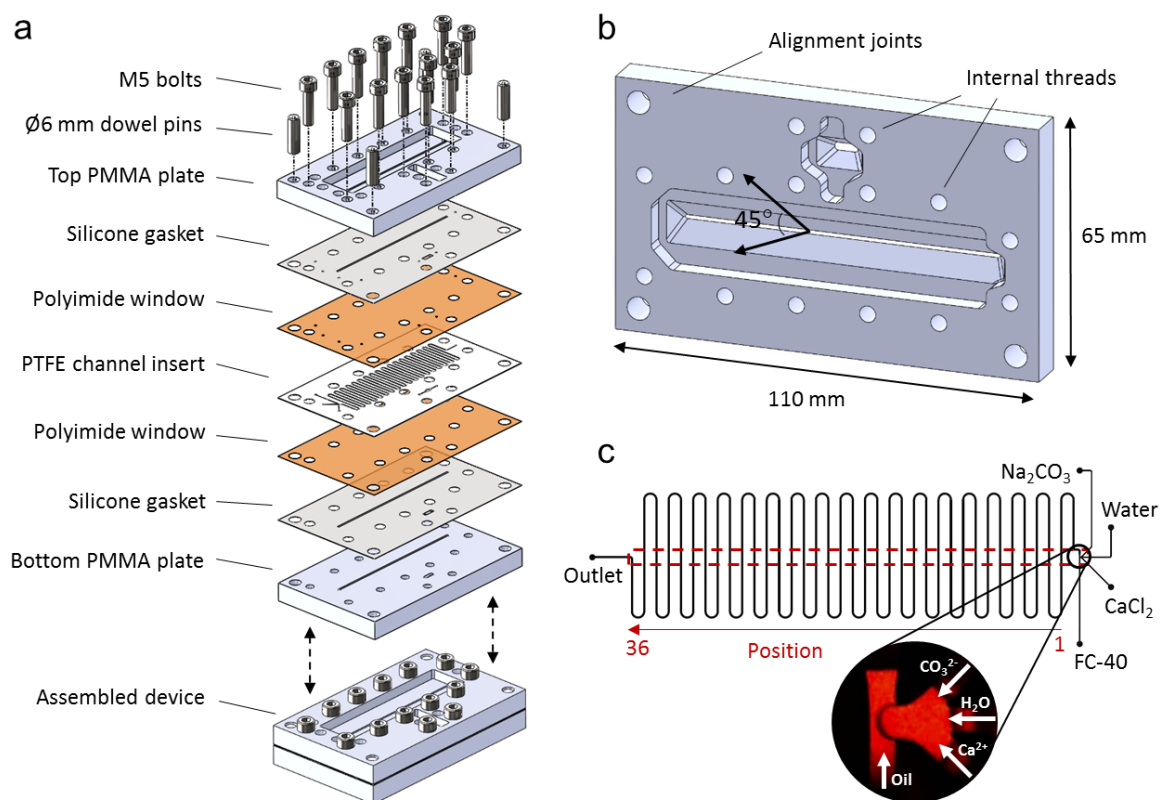 a
M5 bolts
Ø6 mm dowel pins
Top PMMA plate
Silicone gasket
Polyimide window
PTFE channel insert
Polyimide window
Silicone gasket
Bottom PMMA plate
Assembled device
b
Alignment joints
Internal threads
45°
65 mm
110 mm
c
Na₂CO₃
Water
Outlet
CaCl₂
36
Position
1
FC-40
CO₃²⁻
H₂O
Ca²⁺
Oil